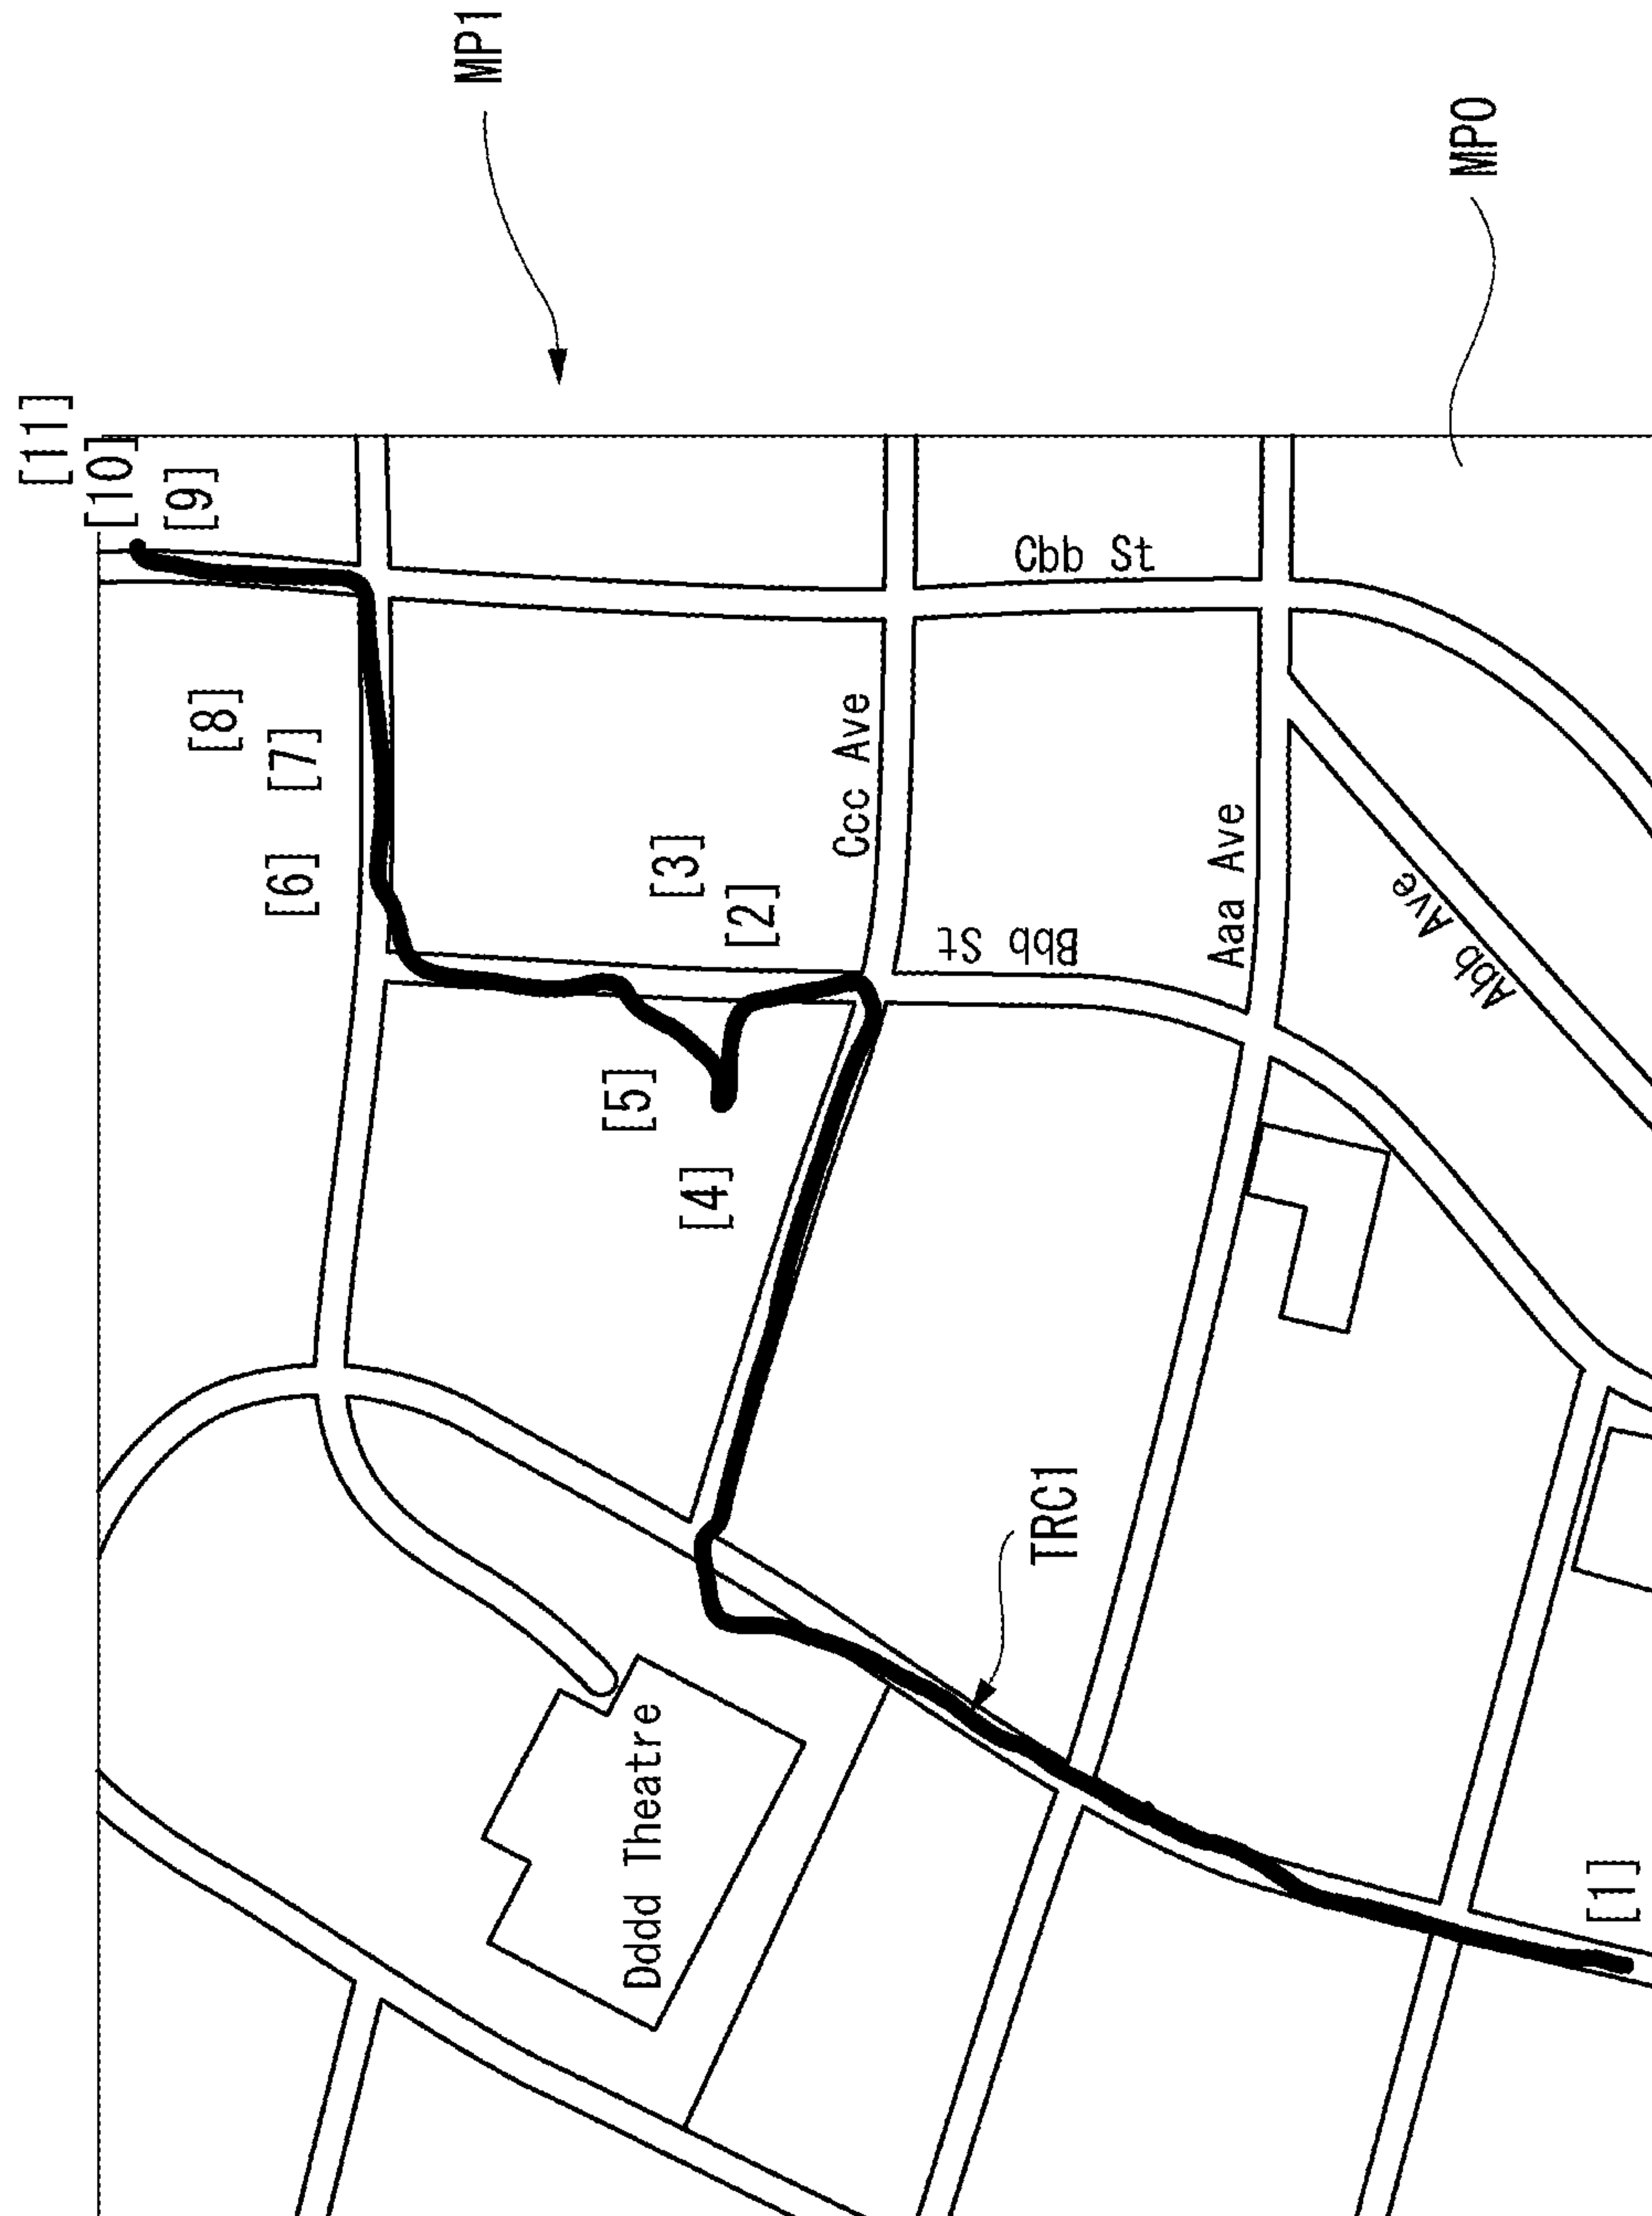 MP1
MP0
[11]
[10]
[9]
[8]
[7]
[6]
[3]
[2]
[5]
[4]
Cbb St
Ccc Ave
Bbb St
Aaa Ave
Abb Ave
TRC1
Dddd Theatre
[1]